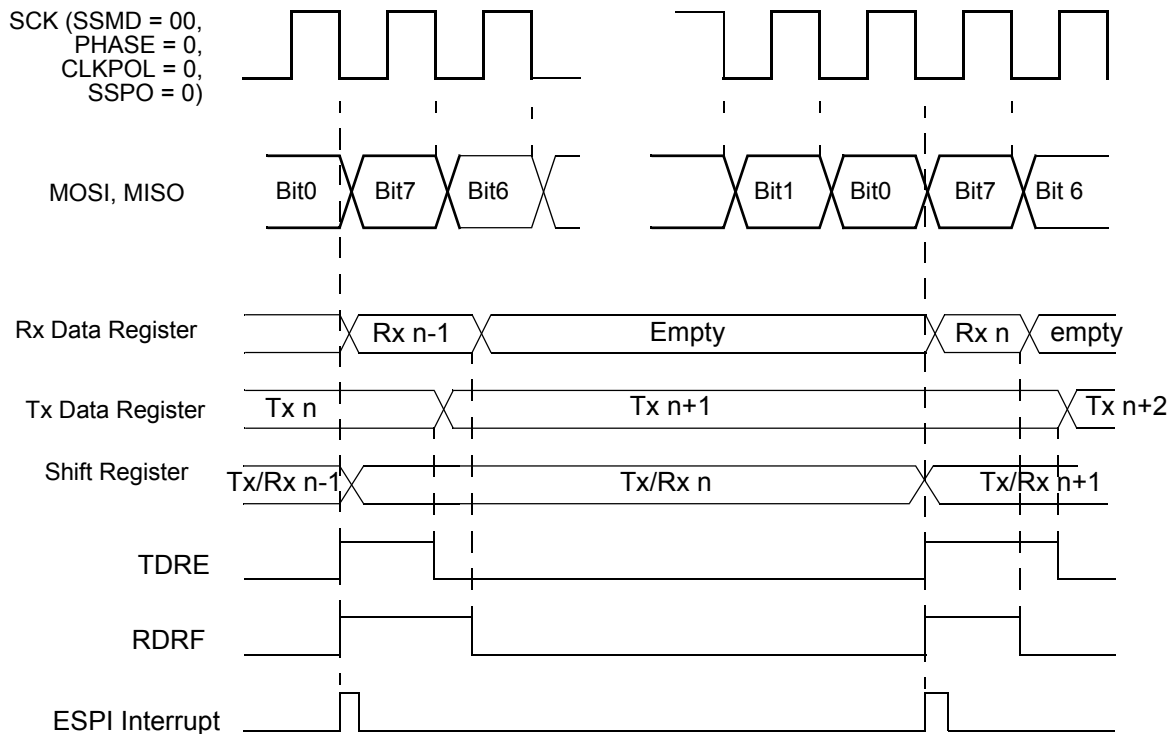 SCK (SSMD = 00,
PHASE = 0,
CLKPOL = 0,
SSPO = 0)
MOSI, MISO
Bit0
Bit7
Bit6
Bit1
Bit0
Bit7
Bit 6
Rx Data Register
Rx n-1
Empty
Rx n
empty
Tx Data Register
Tx n
Tx n+1
Tx n+2
Shift Register
Tx/Rx n-1
Tx/Rx n
Tx/Rx n+1
TDRE
RDRF
ESPI Interrupt